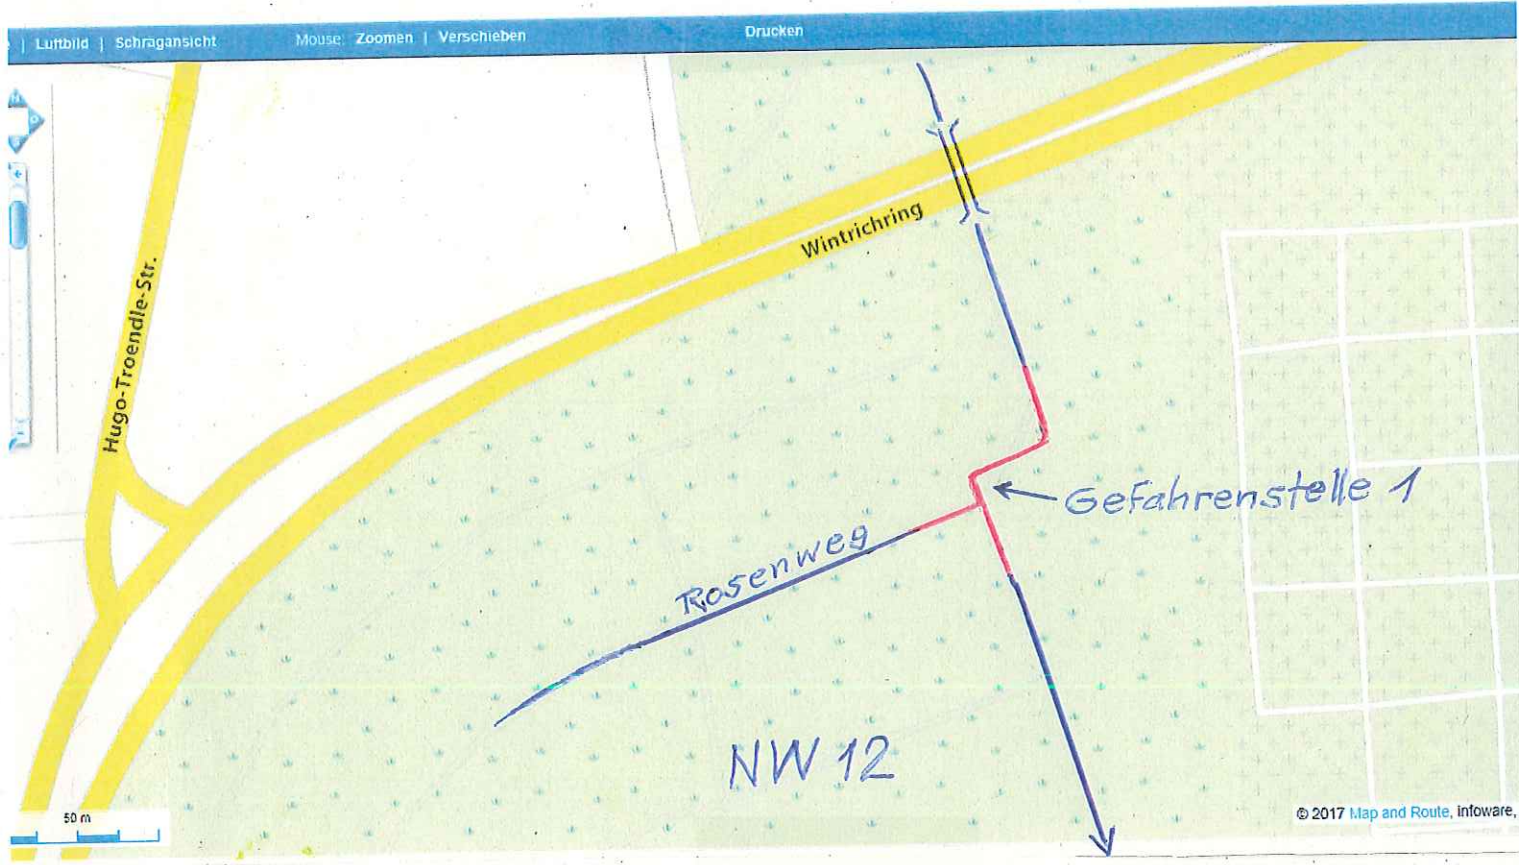 | Luftbild | Schrägansicht Mouse: Zoomen | Verschieben Drucken
Hugo-Troendle-Str.
Wintrichring
Gefahrenstelle 1
Rosenweg
NW 12
50 m
© 2017 Map and Route, infoware,